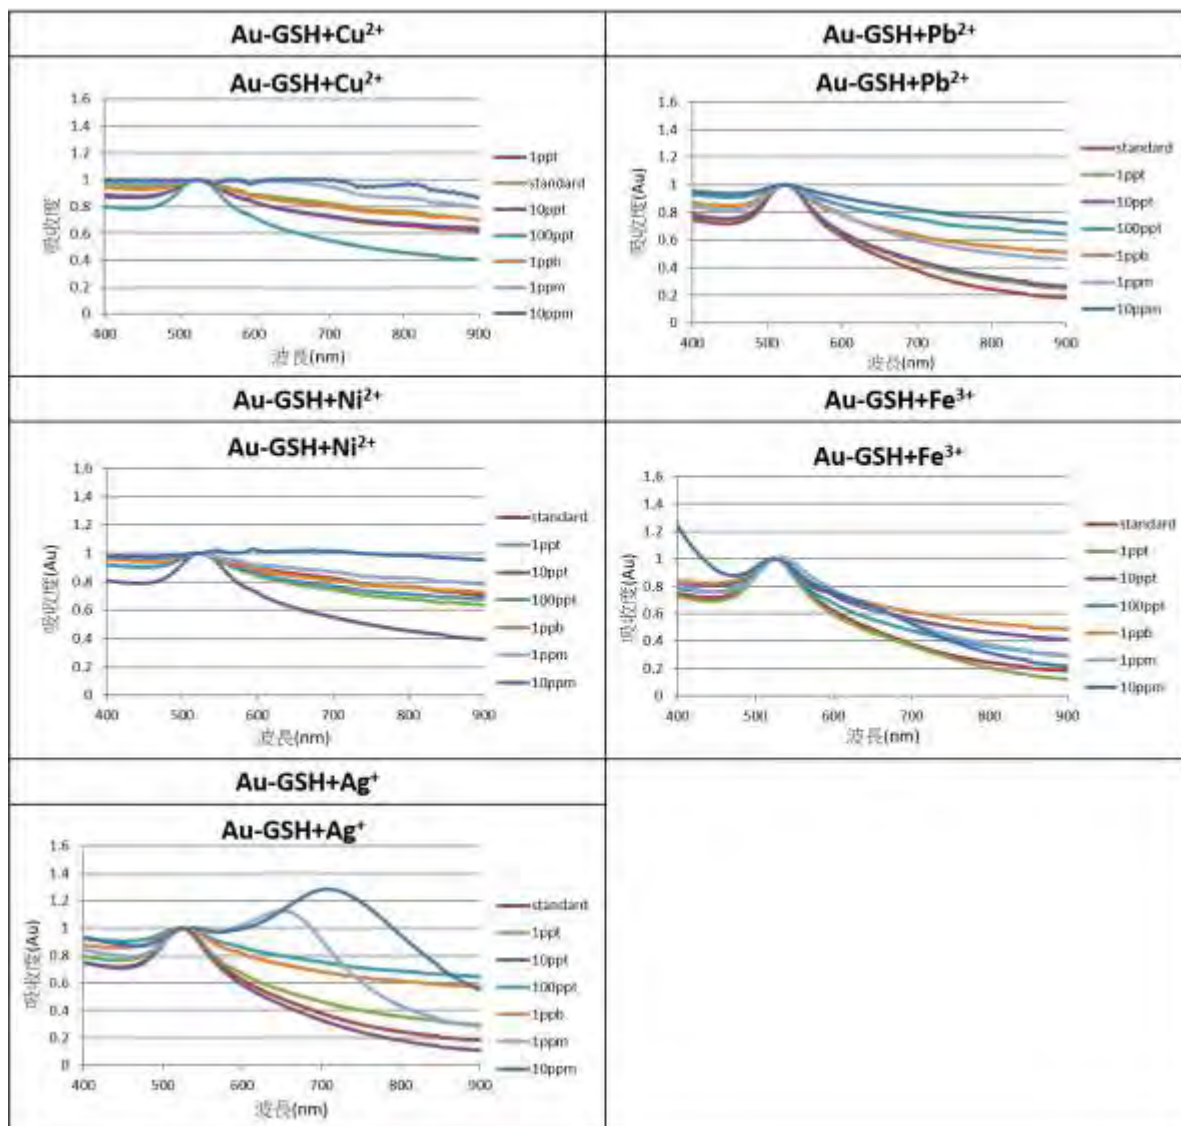 Au-GSH+Cu²⁺
Au-GSH+Pb²⁺
Au-GSH+Cu²⁺
1.6
1.4
1.2
1
0.8
0.6
0.4
0.2
0
吸收度
400 500 600 700 800 900
波長(nm)
1ppt
standard
10ppt
100ppt
1ppb
1ppm
10ppm
Au-GSH+Pb²⁺
1.6
1.4
1.2
1
0.8
0.6
0.4
0.2
0
吸收度(Au)
400 500 600 700 800 900
波長(nm)
standard
1ppt
10ppt
100ppt
1ppb
1ppm
10ppm
Au-GSH+Ni²⁺
Au-GSH+Fe³⁺
Au-GSH+Ni²⁺
1.6
1.4
1.2
1
0.8
0.6
0.4
0.2
0
吸收度(Au)
400 500 600 700 800 900
波長(nm)
standard
1ppt
10ppt
100ppt
1ppb
1ppm
10ppm
Au-GSH+Fe³⁺
1.6
1.4
1.2
1
0.8
0.6
0.4
0.2
0
吸收度(Au)
400 500 600 700 800 900
波長(nm)
standard
1ppt
10ppt
100ppt
1ppb
1ppm
10ppm
Au-GSH+Ag⁺
Au-GSH+Ag⁺
1.6
1.4
1.2
1
0.8
0.6
0.4
0.2
0
吸收度(Au)
400 500 600 700 800 900
波長(nm)
standard
1ppt
10ppt
100ppt
1ppb
1ppm
10ppm